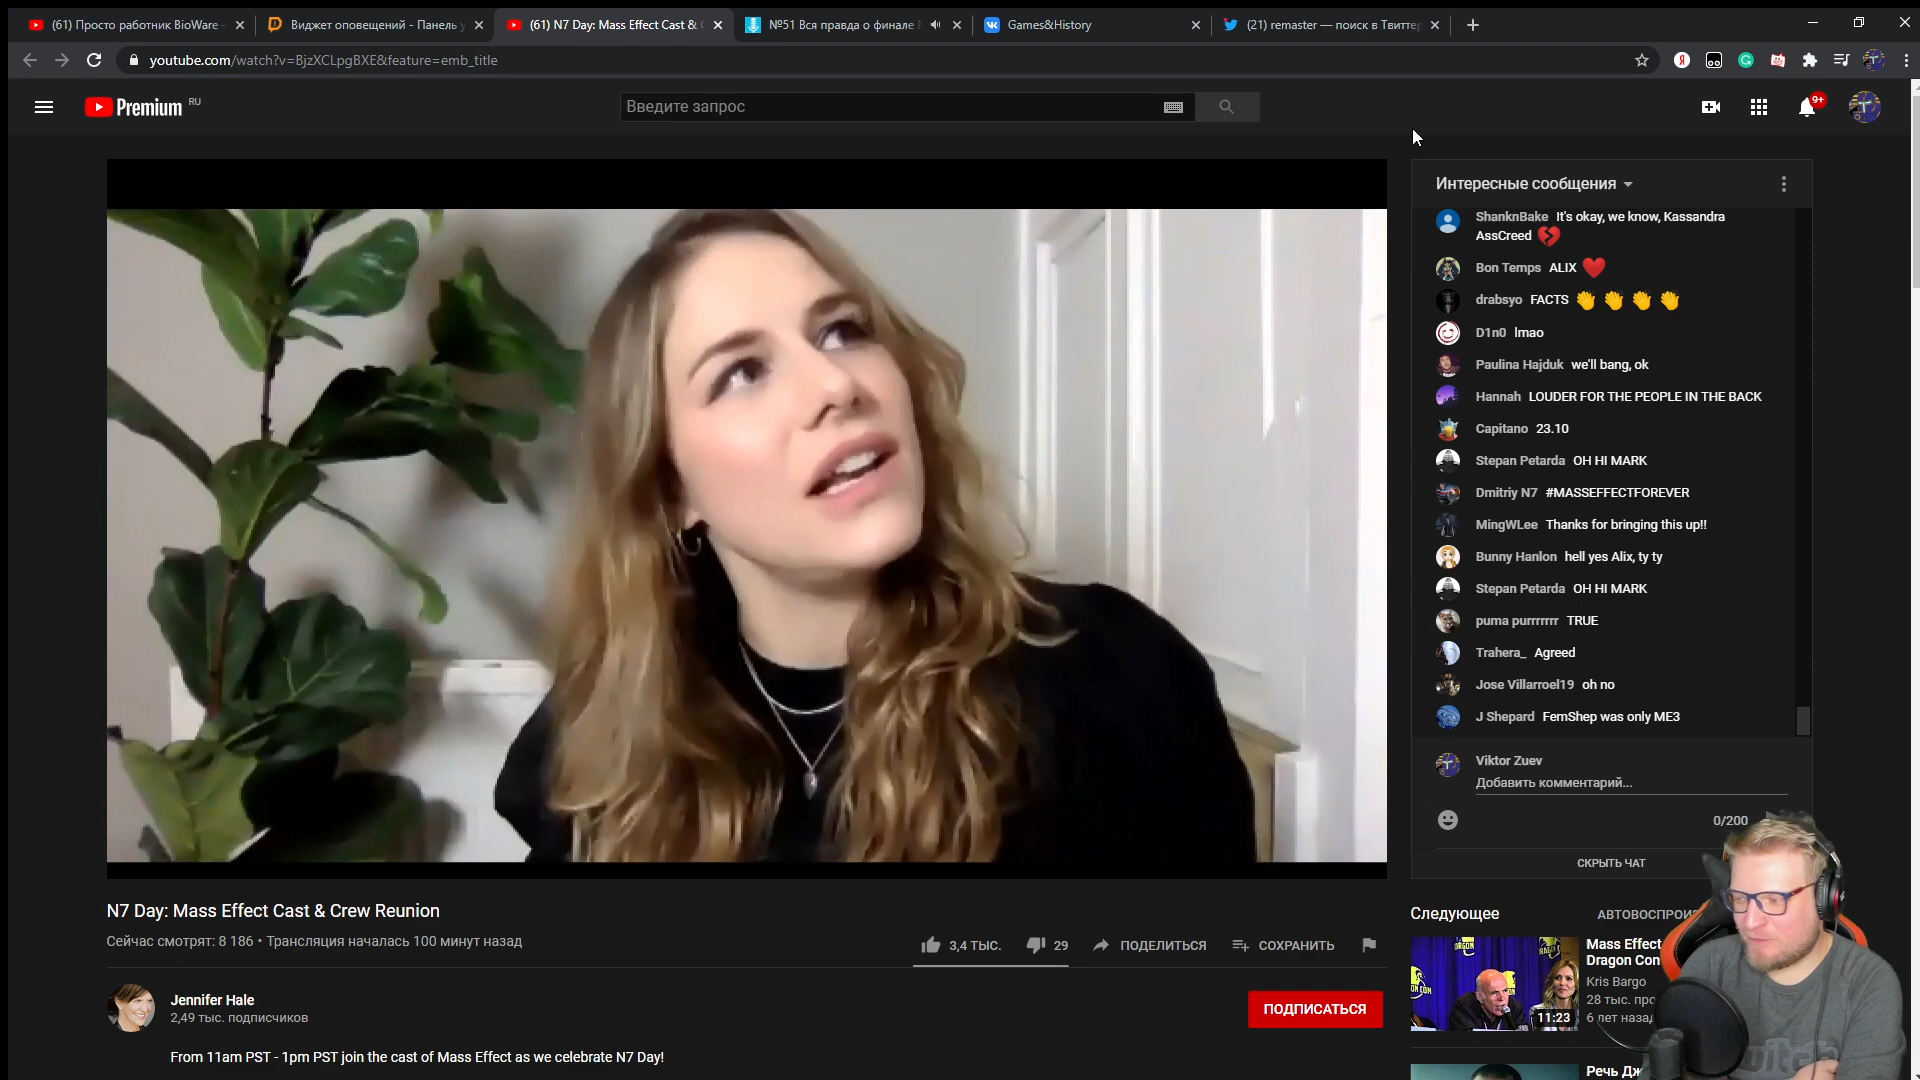 (61) Просто работник BioWare -
Виджет оповещений - Панель у
(61) N7 Day: Mass Effect Cast & C
№51 Вся правда о финале
Games&History
(21) remaster — поиск в Твиттер
youtube.com/watch?v=BjzXCLpgBXE&feature=emb_title
Premium RU
Введите запрос
9+
Интересные сообщения
ShanknBake It's okay, we know, Kassandra
AssCreed 💔
Bon Temps ALIX ❤️
drabsyo FACTS 👏 👏 👏 👏
D1n0 lmao
Paulina Hajduk we'll bang, ok
Hannah LOUDER FOR THE PEOPLE IN THE BACK
Capitano 23.10
Stepan Petarda OH HI MARK
Dmitriy N7 #MASSEFFECTFOREVER
MingWLee Thanks for bringing this up!!
Bunny Hanlon hell yes Alix, ty ty
Stepan Petarda OH HI MARK
puma purrrrrrr TRUE
Trahera_ Agreed
Jose Villarroel19 oh no
J Shepard FemShep was only ME3
Viktor Zuev
Добавить комментарий...
0/200
СКРЫТЬ ЧАТ
N7 Day: Mass Effect Cast & Crew Reunion
Сейчас смотрят: 8 186 • Трансляция началась 100 минут назад
3,4 ТЫС.
29
ПОДЕЛИТЬСЯ
СОХРАНИТЬ
Jennifer Hale
2,49 тыс. подписчиков
ПОДПИСАТЬСЯ
From 11am PST - 1pm PST join the cast of Mass Effect as we celebrate N7 Day!
Следующее
АВТОВОСПРОИЗ
Mass Effect
Dragon Con
Kris Bargo
28 тыс. про
6 лет назад
11:23
Речь Дж